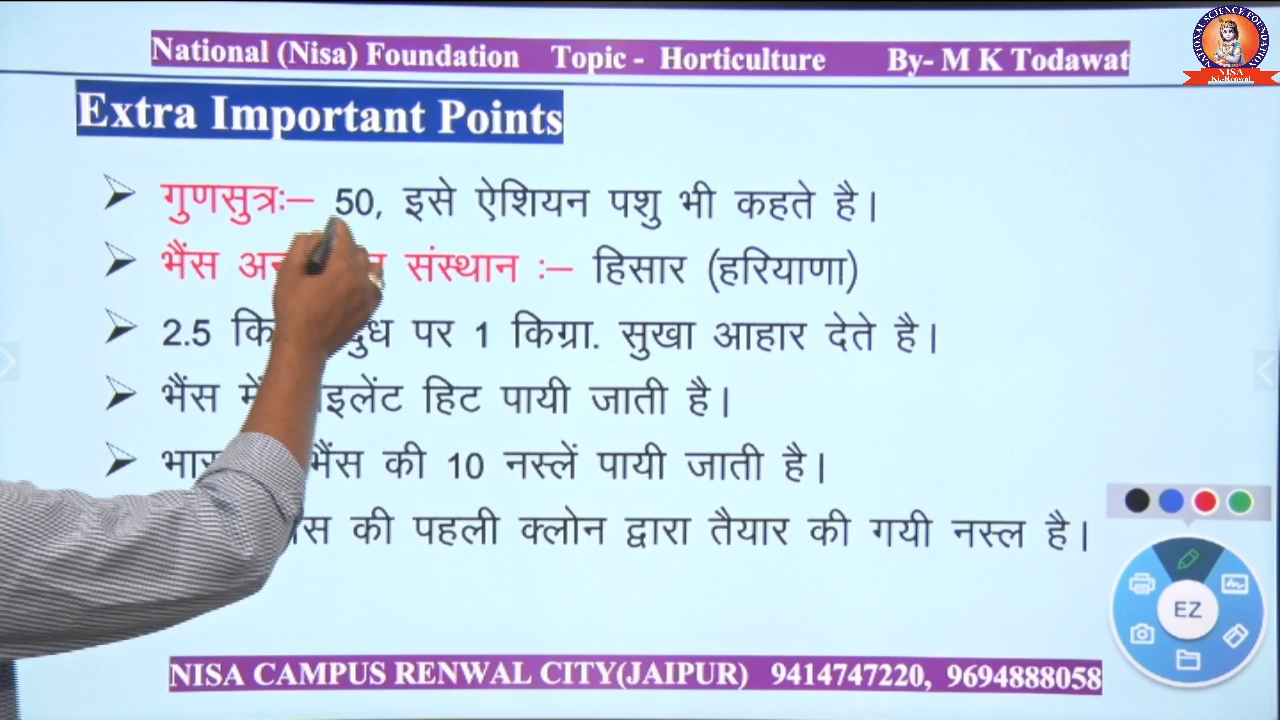 National (Nisa) Foundation Topic - Horticulture By- M K Todawat
NISA
Extra Important Points
गुणसुत्रः– 50, इसे ऐशियन पशु भी कहते है।
भैंस संस्थान :– हिसार (हरियाणा)
2.5 पर 1 किग्रा. सुखा आहार देते है।
भैंस में हिट पायी जाती है।
भैंस की 10 नस्लें पायी जाती है।
की पहली क्लोन द्वारा तैयार की गयी नस्ल है।
EZ
NISA CAMPUS RENWAL CITY(JAIPUR) 9414747220, 9694888058